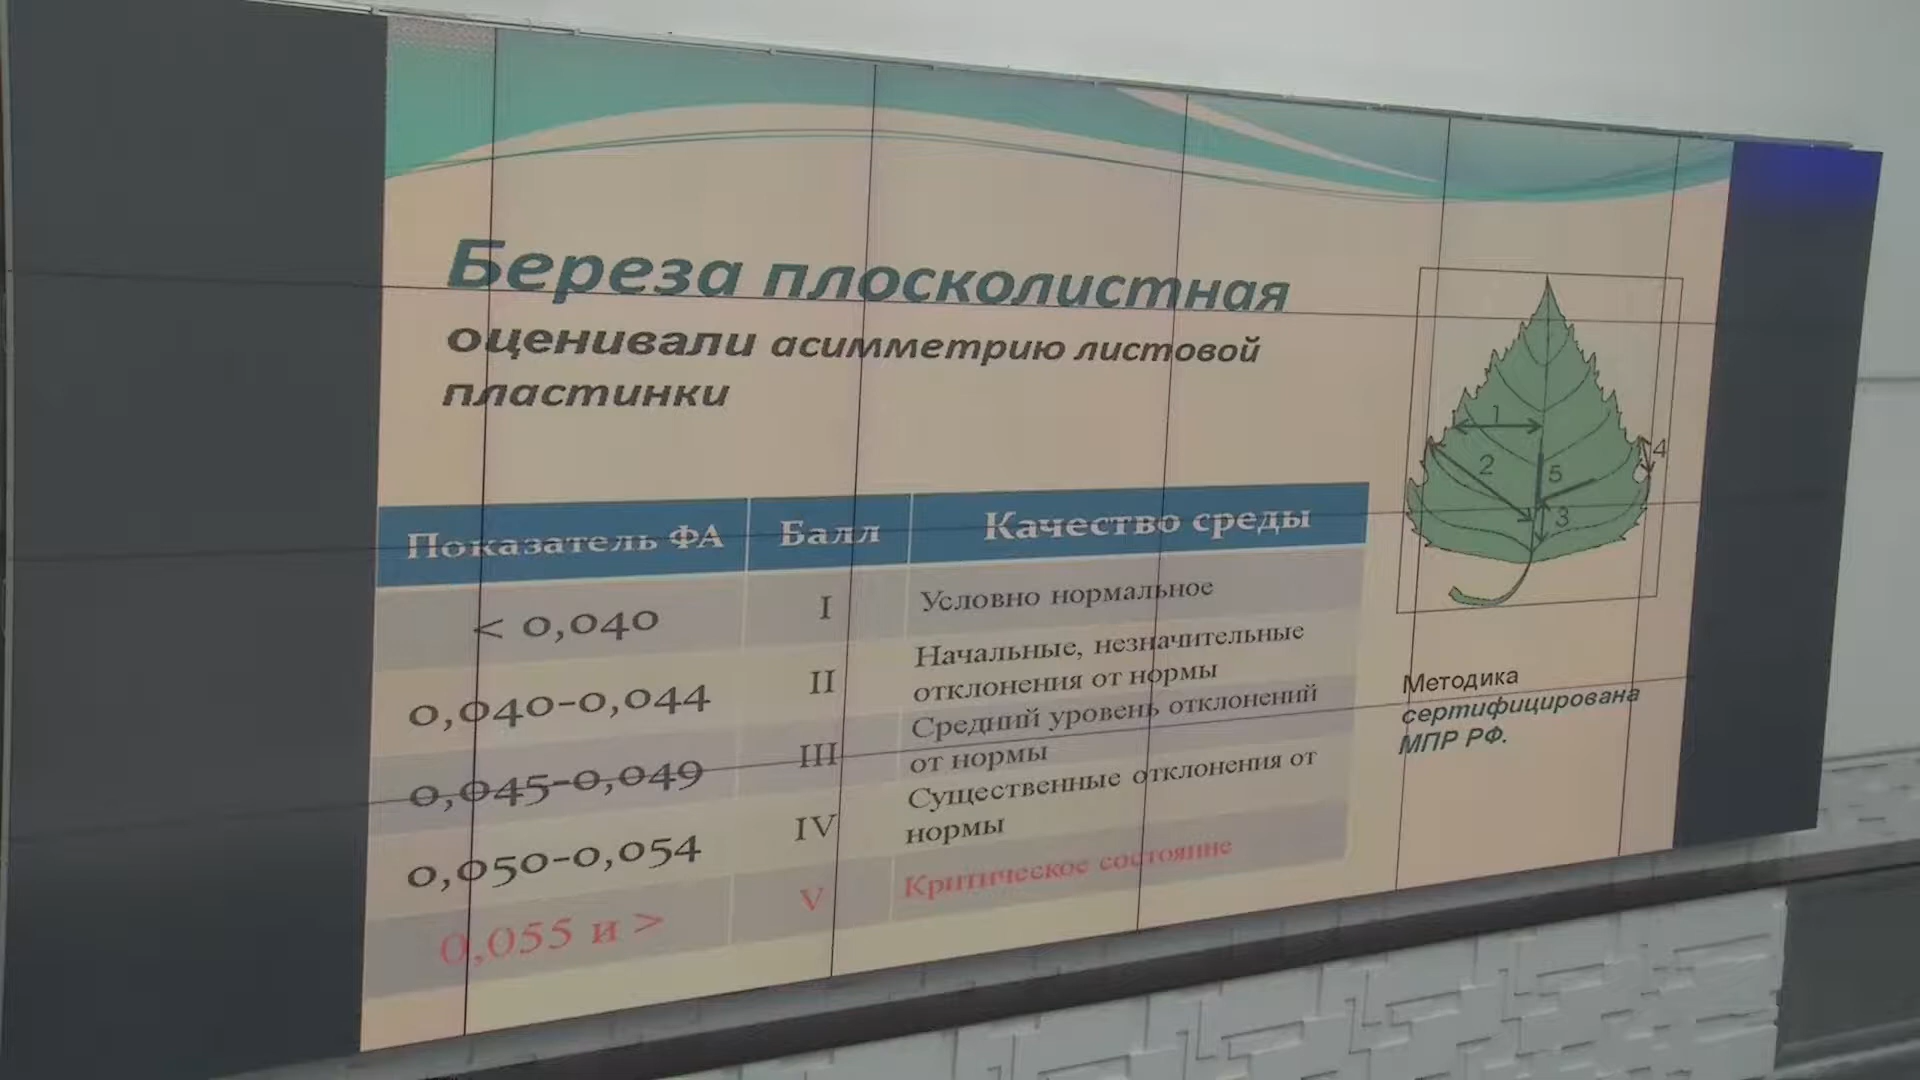 Береза плосколистная
оценивали асимметрию листовой
пластинки
Показатель ФА Балл Качество среды
< 0,040 I Условно нормальное
0,040-0,044 II Начальные, незначительные
отклонения от нормы
0,045-0,049 III Средний уровень отклонений
от нормы
0,050-0,054 IV Существенные отклонения от
нормы
0,055 и > V Критическое состояние
1
2
5
4
3
Методика
сертифицирована
МПР РФ.